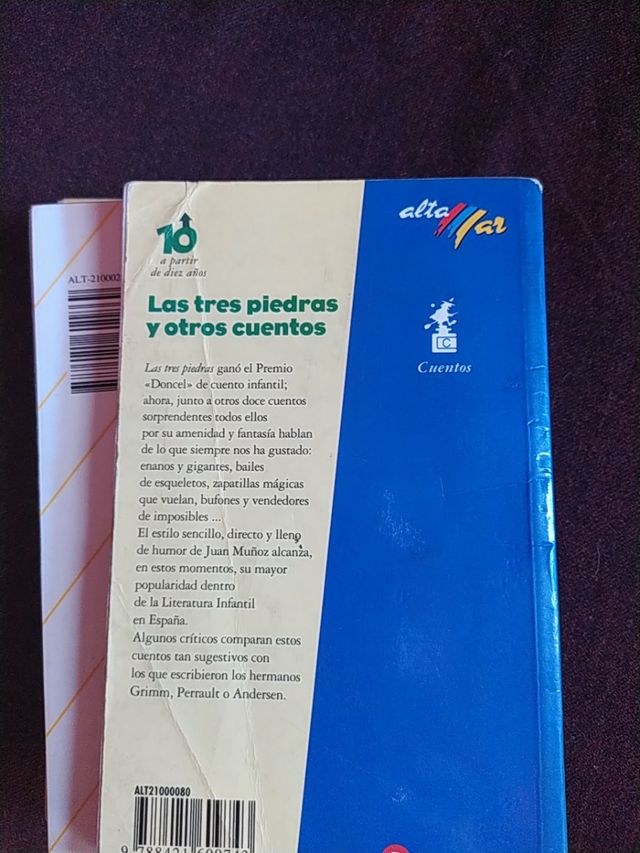 ALT-210002
10
a partir
de diez años
alta Mar
Las tres piedras
y otros cuentos
C
Cuentos
Las tres piedras ganó el Premio
«Doncel» de cuento infantil;
ahora, junto a otros doce cuentos
sorprendentes todos ellos
por su amenidad y fantasía hablan
de lo que siempre nos ha gustado:
enanos y gigantes, bailes
de esqueletos, zapatillas mágicas
que vuelan, bufones y vendedores
de imposibles ...
El estilo sencillo, directo y lleno
de humor de Juan Muñoz alcanza,
en estos momentos, su mayor
popularidad dentro
de la Literatura Infantil
en España.
Algunos críticos comparan estos
cuentos tan sugestivos con
los que escribieron los hermanos
Grimm, Perrault o Andersen.
ALT21000080